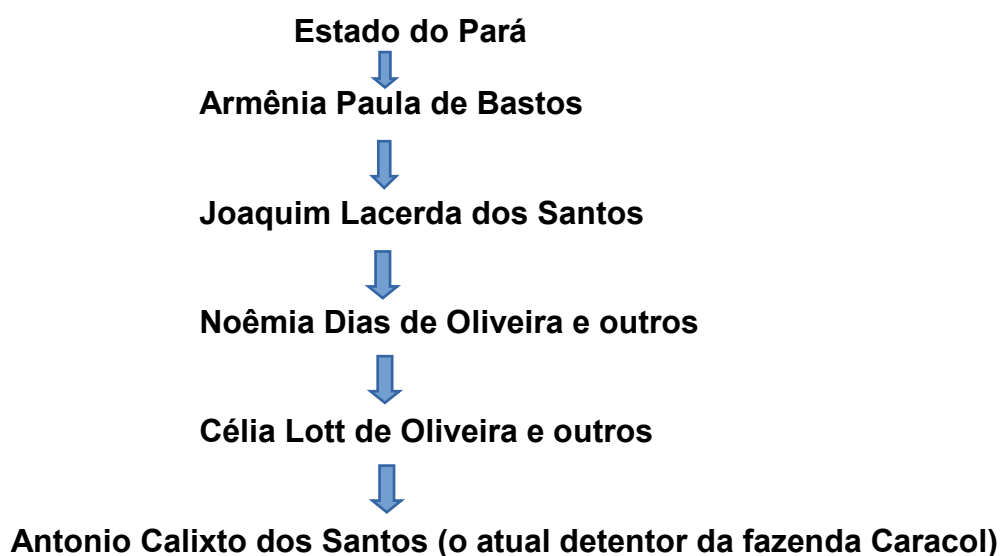 Estado do Pará
Armênia Paula de Bastos
Joaquim Lacerda dos Santos
Noêmia Dias de Oliveira e outros
Célia Lott de Oliveira e outros
Antonio Calixto dos Santos (o atual detentor da fazenda Caracol)